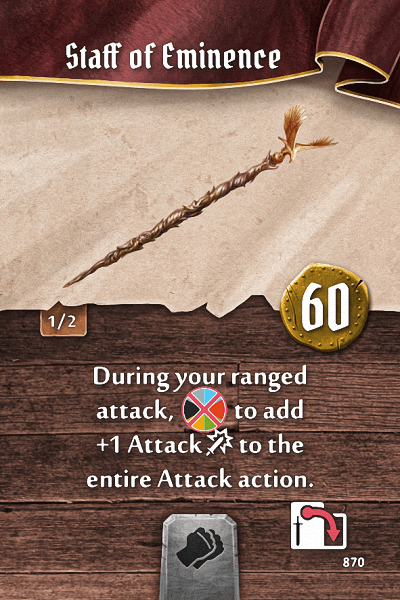 Staff of Eminence
1/2
60
During your ranged
attack, to add
+1 Attack to the
entire Attack action.
870